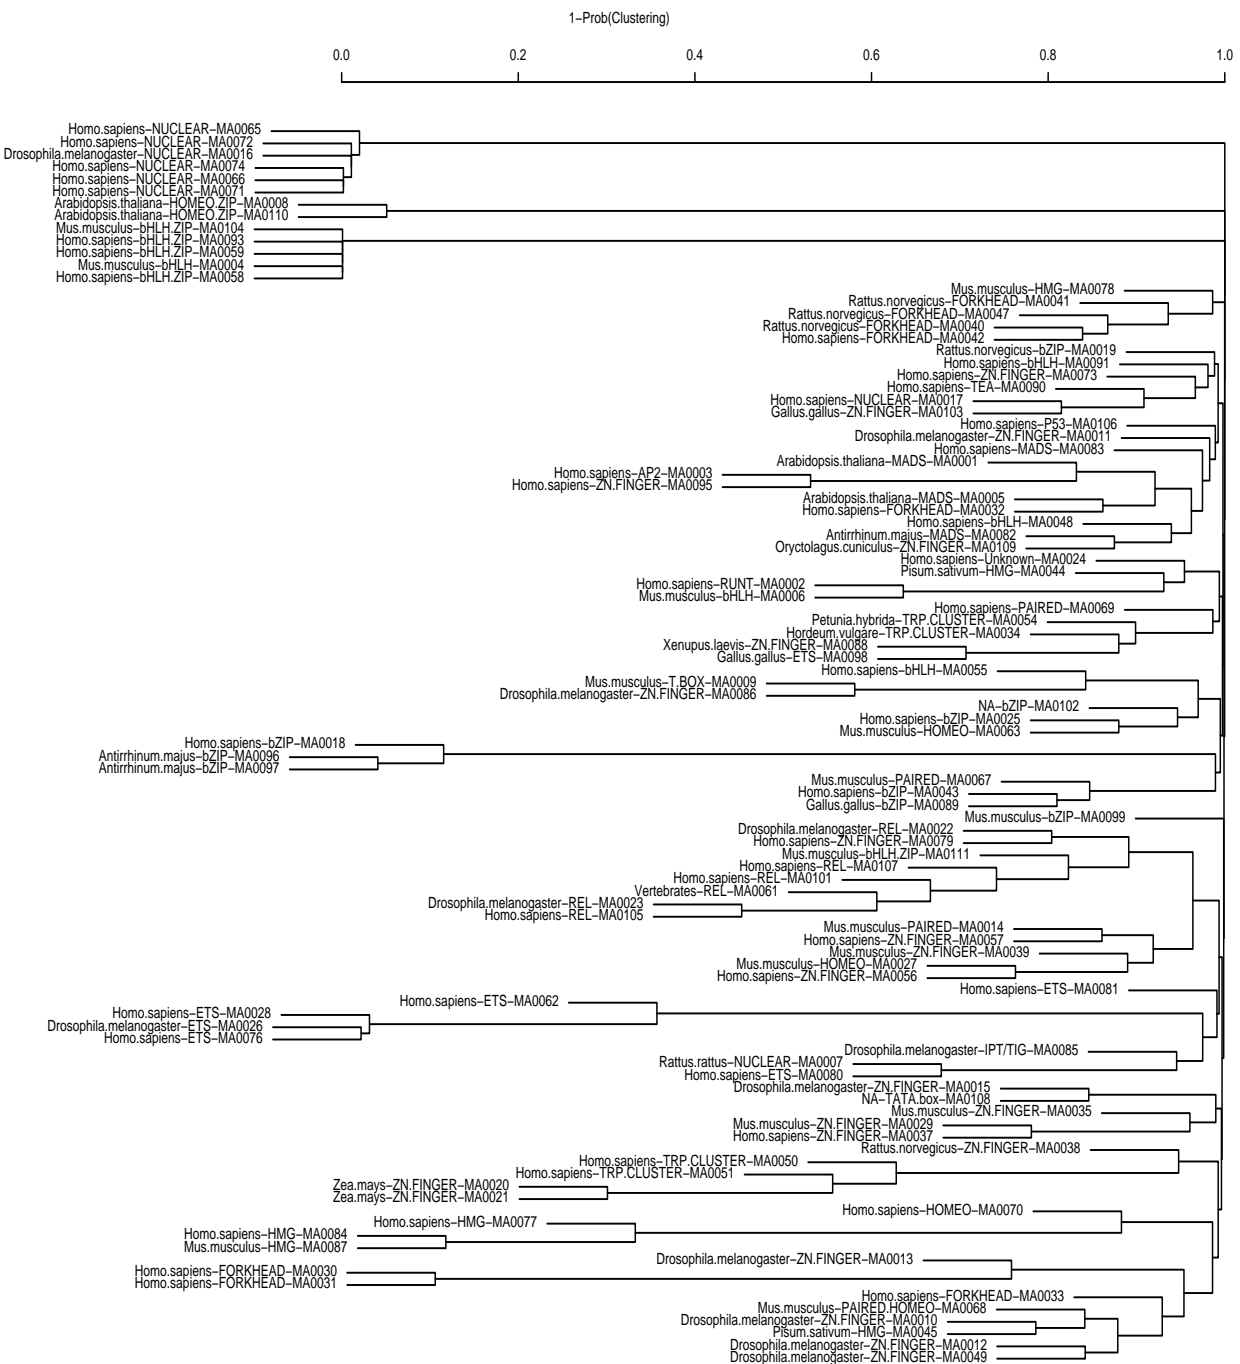 1−Prob(Clustering)
0.0 0.2 0.4 0.6 0.8 1.0
Homo.sapiens−NUCLEAR−MA0065
Homo.sapiens−NUCLEAR−MA0072
Drosophila.melanogaster−NUCLEAR−MA0016
Homo.sapiens−NUCLEAR−MA0074
Homo.sapiens−NUCLEAR−MA0066
Homo.sapiens−NUCLEAR−MA0071
Arabidopsis.thaliana−HOMEO.ZIP−MA0008
Arabidopsis.thaliana−HOMEO.ZIP−MA0110
Mus.musculus−bHLH.ZIP−MA0104
Homo.sapiens−bHLH.ZIP−MA0093
Homo.sapiens−bHLH.ZIP−MA0059
Mus.musculus−bHLH−MA0004
Homo.sapiens−bHLH.ZIP−MA0058
Mus.musculus−HMG−MA0078
Rattus.norvegicus−FORKHEAD−MA0041
Rattus.norvegicus−FORKHEAD−MA0047
Rattus.norvegicus−FORKHEAD−MA0040
Homo.sapiens−FORKHEAD−MA0042
Rattus.norvegicus−bZIP−MA0019
Homo.sapiens−bHLH−MA0091
Homo.sapiens−ZN.FINGER−MA0073
Homo.sapiens−TEA−MA0090
Homo.sapiens−NUCLEAR−MA0017
Gallus.gallus−ZN.FINGER−MA0103
Homo.sapiens−P53−MA0106
Drosophila.melanogaster−ZN.FINGER−MA0011
Homo.sapiens−MADS−MA0083
Arabidopsis.thaliana−MADS−MA0001
Homo.sapiens−AP2−MA0003
Homo.sapiens−ZN.FINGER−MA0095
Arabidopsis.thaliana−MADS−MA0005
Homo.sapiens−FORKHEAD−MA0032
Homo.sapiens−bHLH−MA0048
Antirrhinum.majus−MADS−MA0082
Oryctolagus.cuniculus−ZN.FINGER−MA0109
Homo.sapiens−Unknown−MA0024
Pisum.sativum−HMG−MA0044
Homo.sapiens−RUNT−MA0002
Mus.musculus−bHLH−MA0006
Homo.sapiens−PAIRED−MA0069
Petunia.hybrida−TRP.CLUSTER−MA0054
Hordeum.vulgare−TRP.CLUSTER−MA0034
Xenupus.laevis−ZN.FINGER−MA0088
Gallus.gallus−ETS−MA0098
Homo.sapiens−bHLH−MA0055
Mus.musculus−T.BOX−MA0009
Drosophila.melanogaster−ZN.FINGER−MA0086
NA−bZIP−MA0102
Homo.sapiens−bZIP−MA0025
Mus.musculus−HOMEO−MA0063
Homo.sapiens−bZIP−MA0018
Antirrhinum.majus−bZIP−MA0096
Antirrhinum.majus−bZIP−MA0097
Mus.musculus−PAIRED−MA0067
Homo.sapiens−bZIP−MA0043
Gallus.gallus−bZIP−MA0089
Mus.musculus−bZIP−MA0099
Drosophila.melanogaster−REL−MA0022
Homo.sapiens−ZN.FINGER−MA0079
Mus.musculus−bHLH.ZIP−MA0111
Homo.sapiens−REL−MA0107
Homo.sapiens−REL−MA0101
Vertebrates−REL−MA0061
Drosophila.melanogaster−REL−MA0023
Homo.sapiens−REL−MA0105
Mus.musculus−PAIRED−MA0014
Homo.sapiens−ZN.FINGER−MA0057
Mus.musculus−ZN.FINGER−MA0039
Mus.musculus−HOMEO−MA0027
Homo.sapiens−ZN.FINGER−MA0056
Homo.sapiens−ETS−MA0081
Homo.sapiens−ETS−MA0062
Homo.sapiens−ETS−MA0028
Drosophila.melanogaster−ETS−MA0026
Homo.sapiens−ETS−MA0076
Drosophila.melanogaster−IPT/TIG−MA0085
Rattus.rattus−NUCLEAR−MA0007
Homo.sapiens−ETS−MA0080
Drosophila.melanogaster−ZN.FINGER−MA0015
NA−TATA.box−MA0108
Mus.musculus−ZN.FINGER−MA0035
Mus.musculus−ZN.FINGER−MA0029
Homo.sapiens−ZN.FINGER−MA0037
Rattus.norvegicus−ZN.FINGER−MA0038
Homo.sapiens−TRP.CLUSTER−MA0050
Homo.sapiens−TRP.CLUSTER−MA0051
Zea.mays−ZN.FINGER−MA0020
Zea.mays−ZN.FINGER−MA0021
Homo.sapiens−HOMEO−MA0070
Homo.sapiens−HMG−MA0077
Homo.sapiens−HMG−MA0084
Mus.musculus−HMG−MA0087
Drosophila.melanogaster−ZN.FINGER−MA0013
Homo.sapiens−FORKHEAD−MA0030
Homo.sapiens−FORKHEAD−MA0031
Homo.sapiens−FORKHEAD−MA0033
Mus.musculus−PAIRED.HOMEO−MA0068
Drosophila.melanogaster−ZN.FINGER−MA0010
Pisum.sativum−HMG−MA0045
Drosophila.melanogaster−ZN.FINGER−MA0012
Drosophila.melanogaster−ZN.FINGER−MA0049